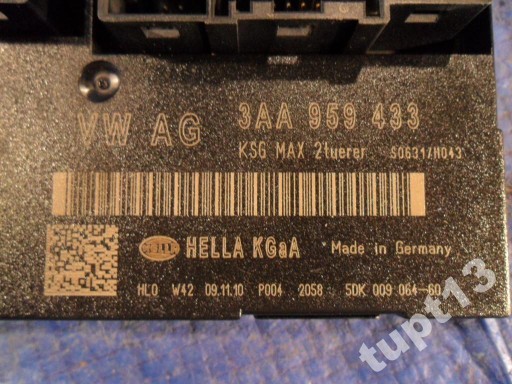 VW AG 3AA 959 433
KSG MAX 2tuerer S0631/H043
HELLA KGaA Made in Germany
HLO W42 09.11.10 P004 2058 5DK 009 064-60
tupt13